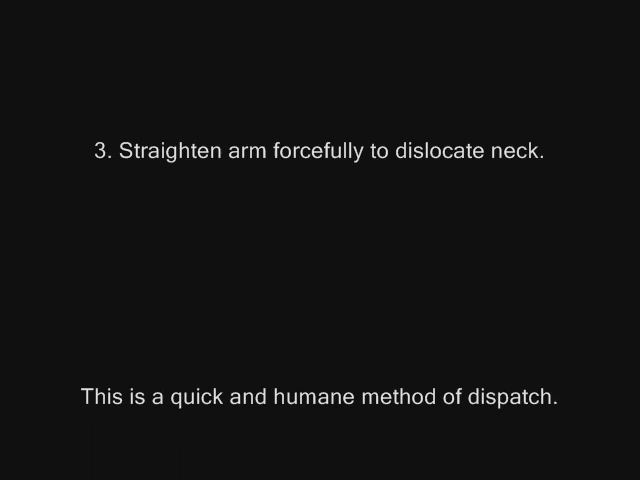 3. Straighten arm forcefully to dislocate neck.
This is a quick and humane method of dispatch.